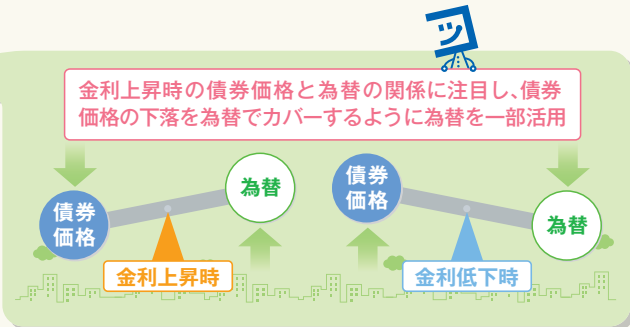 金利上昇時の債券価格と為替の関係に注目し、債券
価格の下落を為替でカバーするように為替を一部活用
債券
価格
為替
金利上昇時
債券
価格
為替
金利低下時